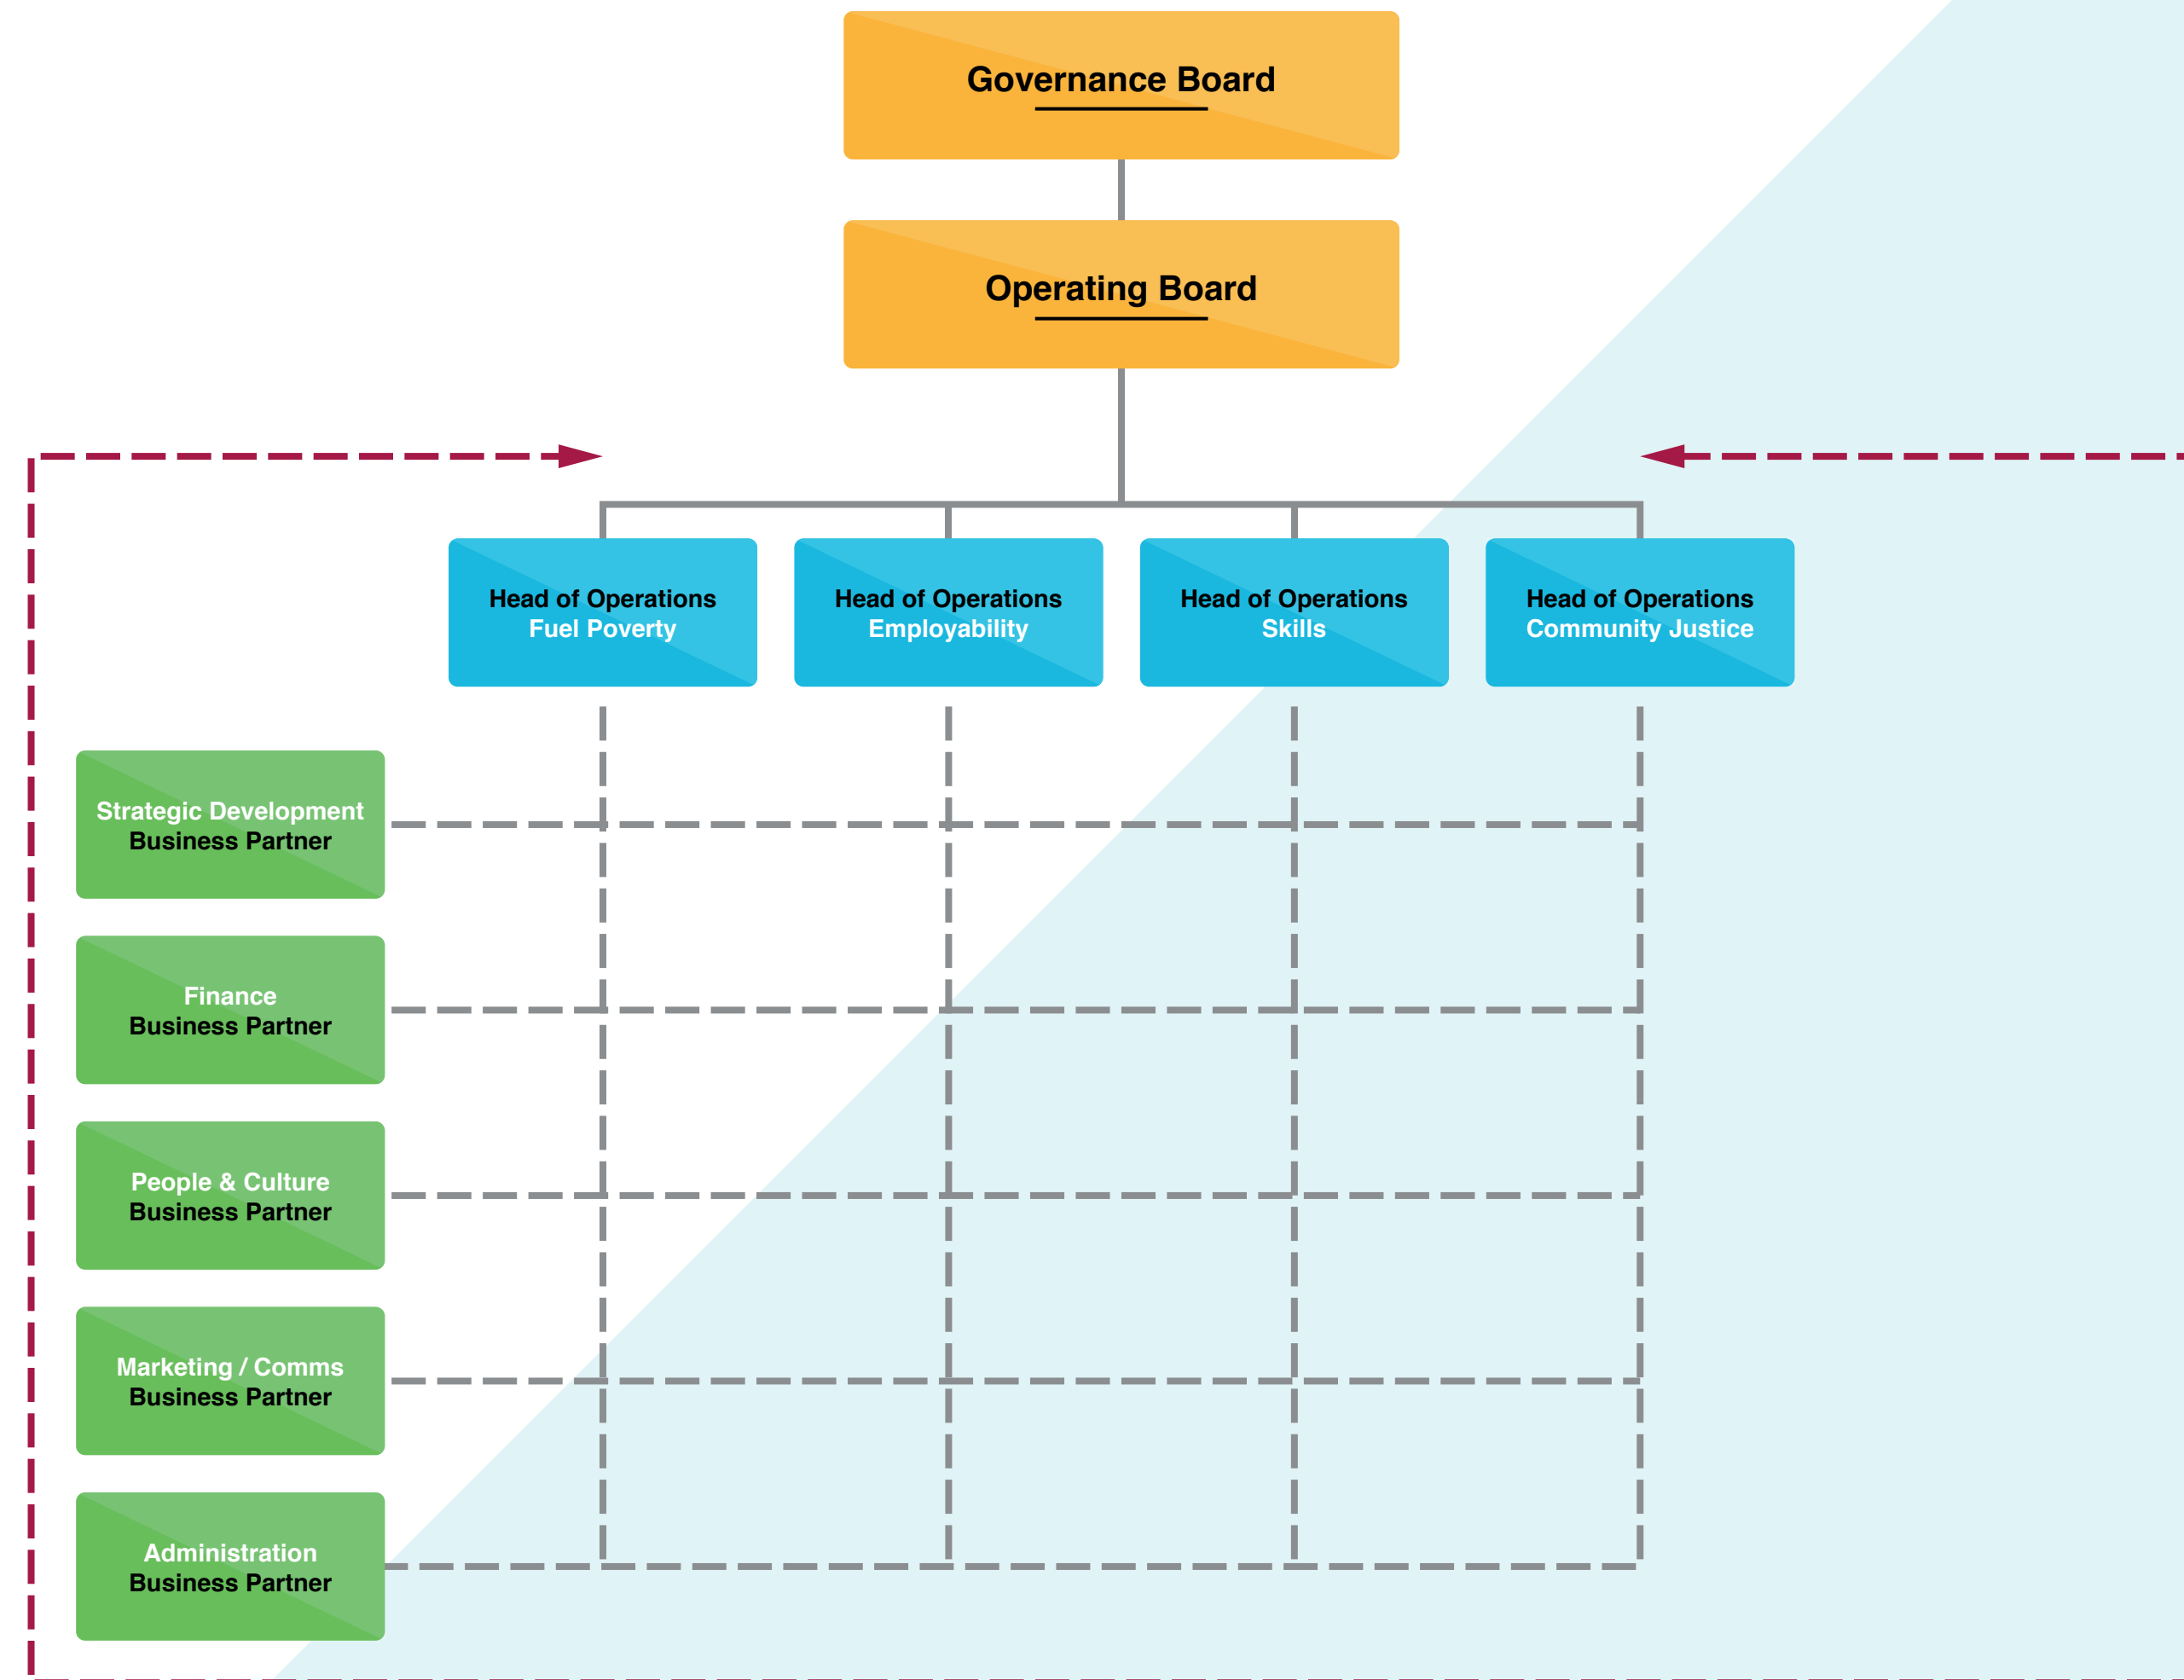 Governance Board
Operating Board
Head of Operations
Fuel Poverty
Head of Operations
Employability
Head of Operations
Skills
Head of Operations
Community Justice
Strategic Development
Business Partner
Finance
Business Partner
People & Culture
Business Partner
Marketing / Comms
Business Partner
Administration
Business Partner